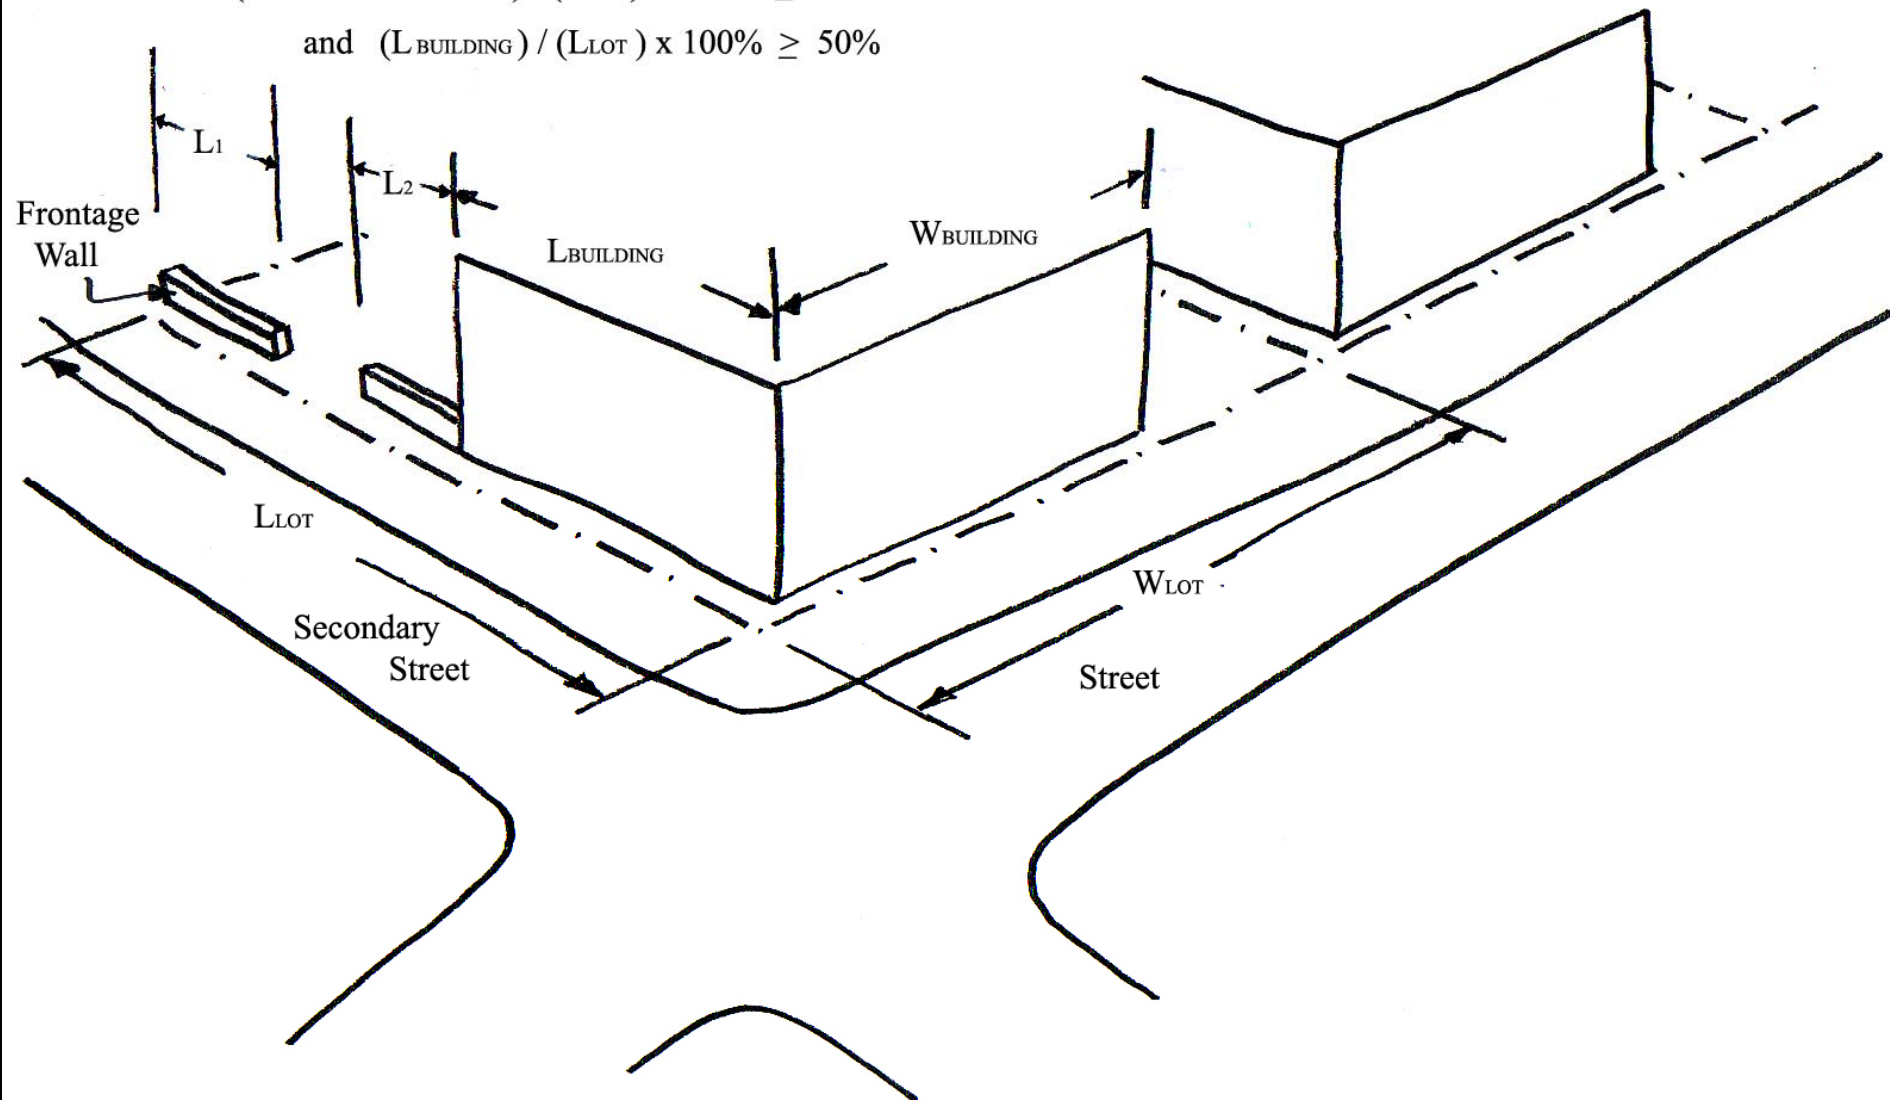 and (LBUILDING) / (LLOT) x 100% ≥ 50%
L1
L2
Frontage
Wall
LBUILDING
WBUILDING
LLOT
WLOT
Secondary
Street
Street